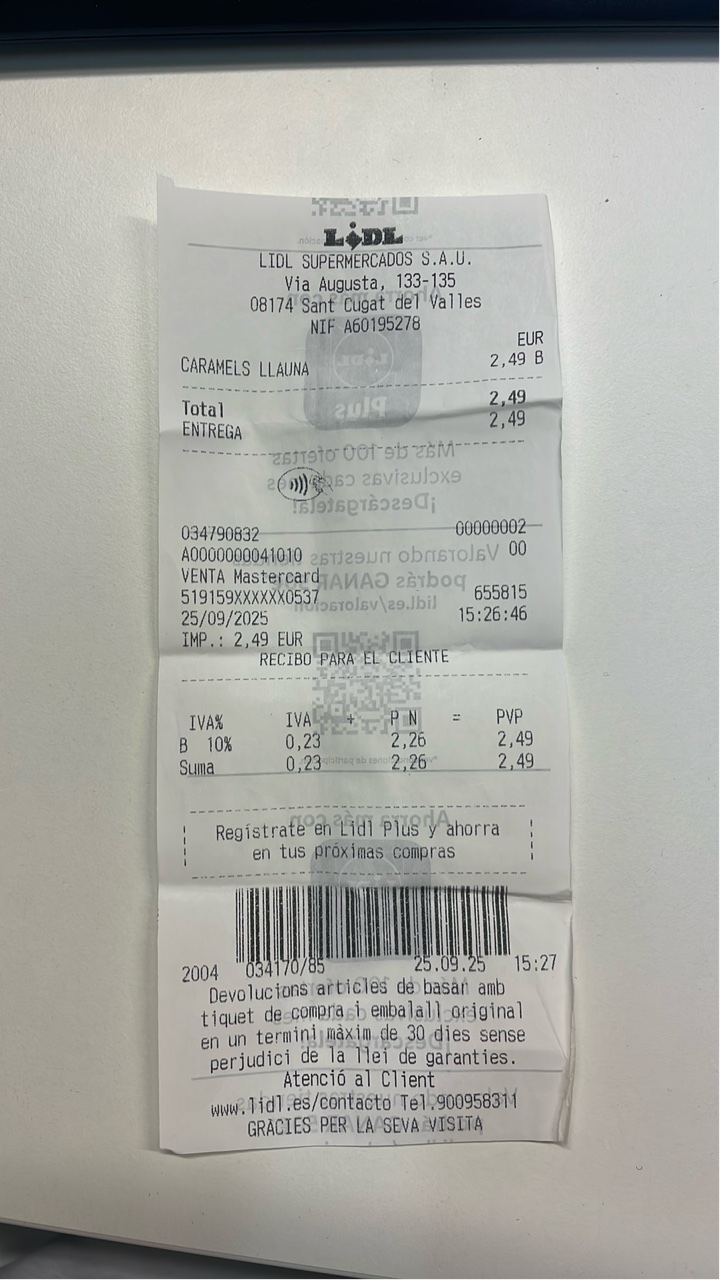 LiDL
LIDL SUPERMERCADOS S.A.U.
Via Augusta, 133-135
08174 Sant Cugat del Valles
NIF A60195278
EUR
CARAMELS LLAUNA 2,49 B
Total 2,49
ENTREGA 2,49
034790832 00000002
A0000000041010 00
VENTA Mastercard
519159XXXXXX0537 655815
25/09/2025 15:26:46
IMP.: 2,49 EUR
RECIBO PARA EL CLIENTE
IVA% IVA + P N = PVP
B 10% 0,23 2,26 2,49
Suma 0,23 2,26 2,49
Regístrate en Lidl Plus y ahorra
en tus próximas compras
2004 034170/85 25.09.25 15:27
Devolucions articles de basar amb
tiquet de compra i embalall original
en un termini màxim de 30 dies sense
perjudici de la llei de garanties.
Atenció al Client
www.lidl.es/contacto Tel.900958311
GRÀCIES PER LA SEVA VISITA